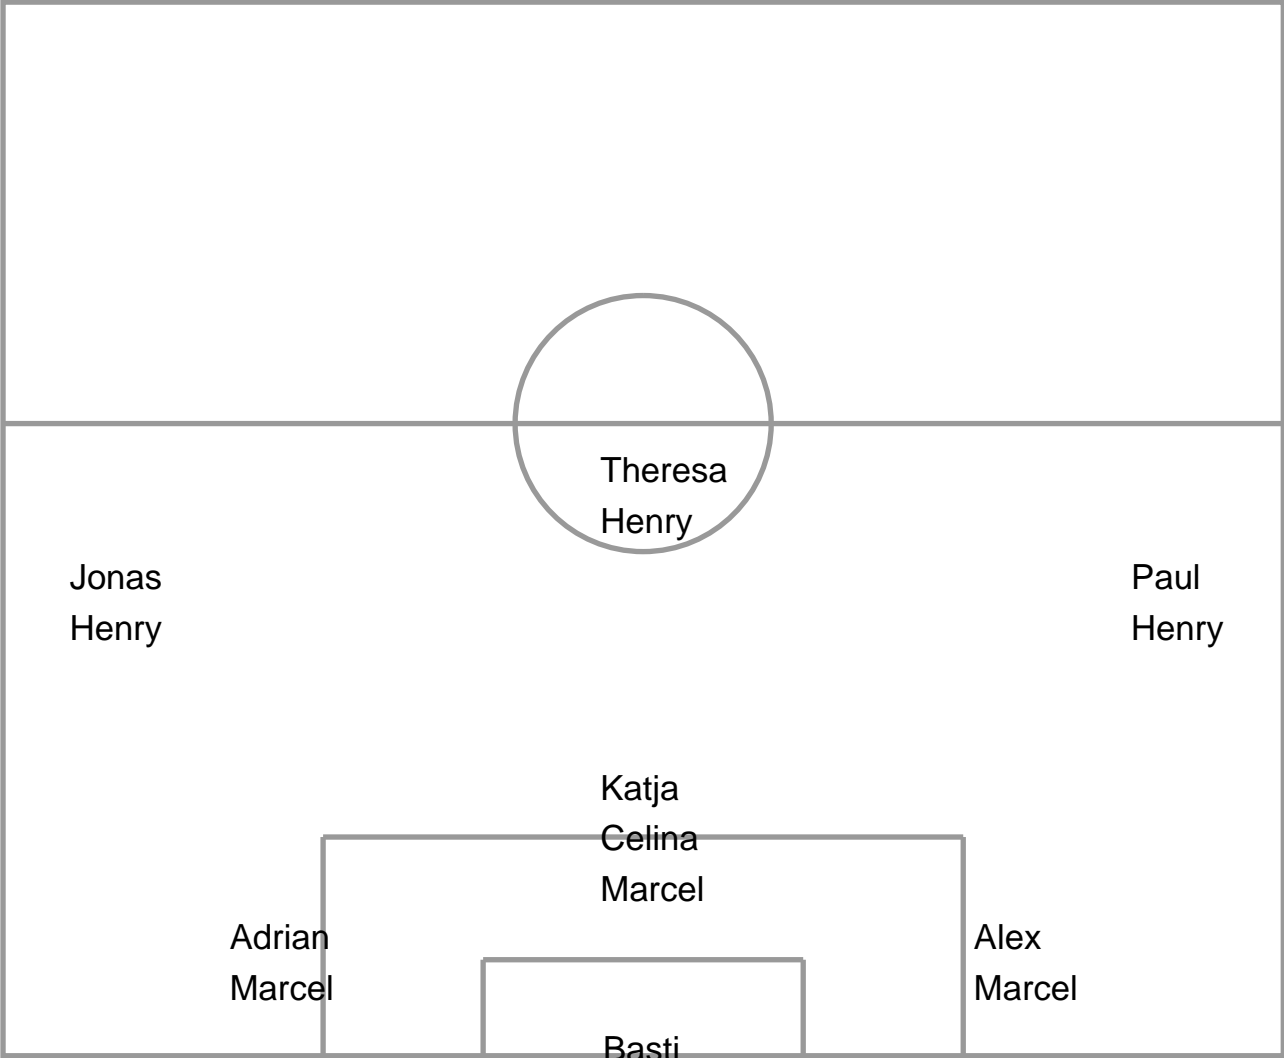 Theresa
Henry
Jonas
Henry
Paul
Henry
Katja
Celina
Marcel
Adrian
Marcel
Alex
Marcel
Basti